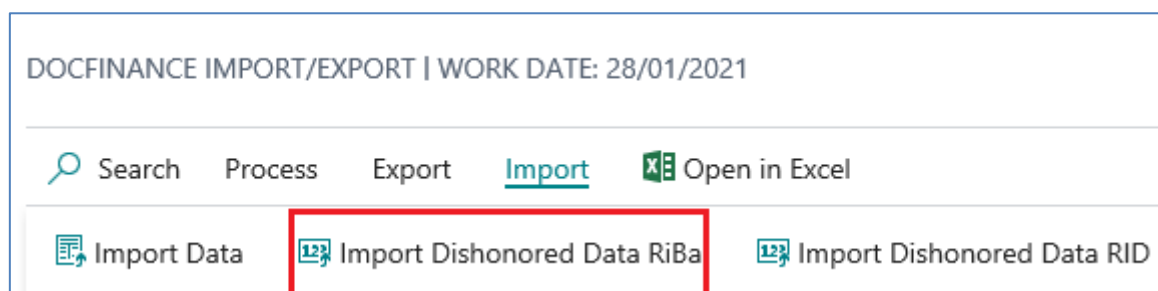 DOCFINANCE IMPORT/EXPORT | WORK DATE: 28/01/2021
Search Process Export Import Open in Excel
Import Data Import Dishonored Data RiBa Import Dishonored Data RID